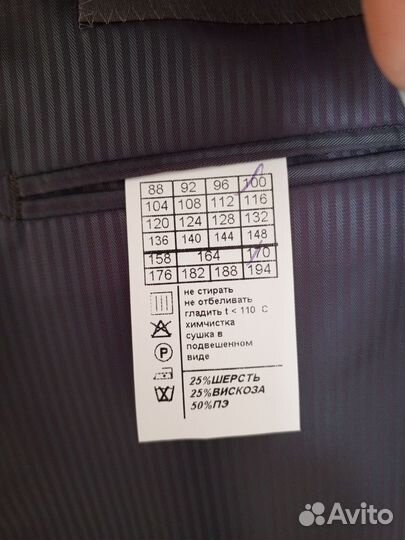 88 92 96 100
104 108 112 116
120 124 128 132
136 140 144 148
158 164 170
176 182 188 194
не стирать
не отбеливать
гладить t < 110 С
химчистка
сушка в
подвешенном
виде
P
25%ШЕРСТЬ
25%ВИСКОЗА
50%ПЭ
Avito